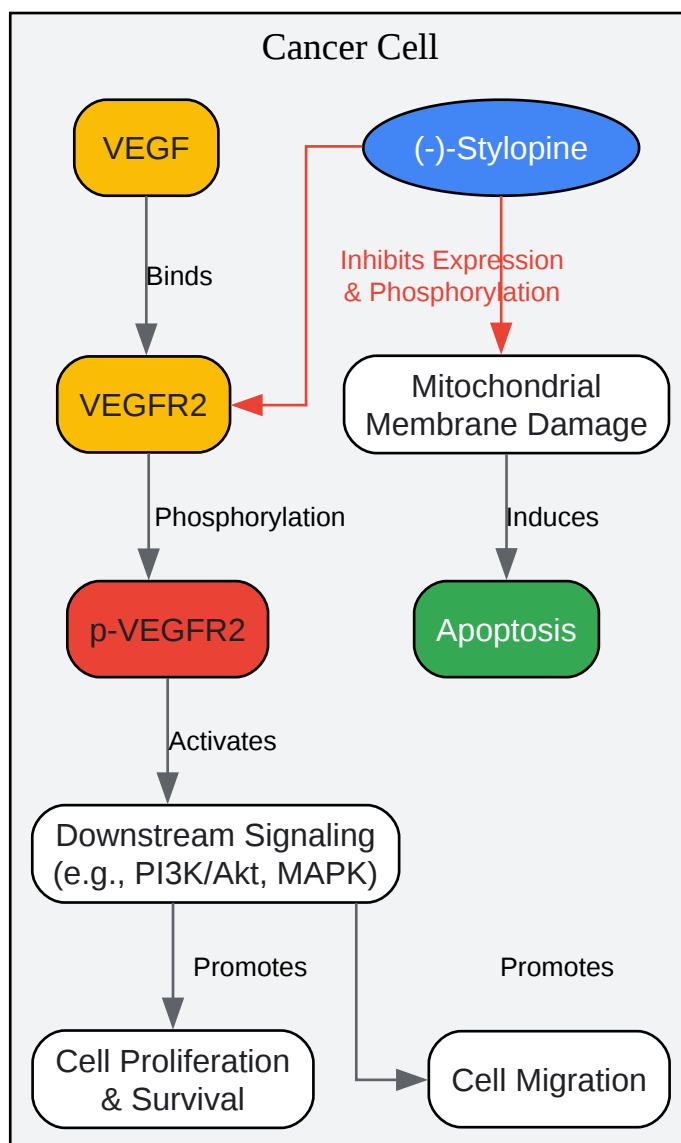 Cancer Cell
VEGF
(-)-Stylopine
Binds
Inhibits Expression
& Phosphorylation
VEGFR2
Mitochondrial
Membrane Damage
Phosphorylation
Induces
p-VEGFR2
Apoptosis
Activates
Downstream Signaling
(e.g., PI3K/Akt, MAPK)
Promotes
Promotes
Cell Proliferation
& Survival
Cell Migration